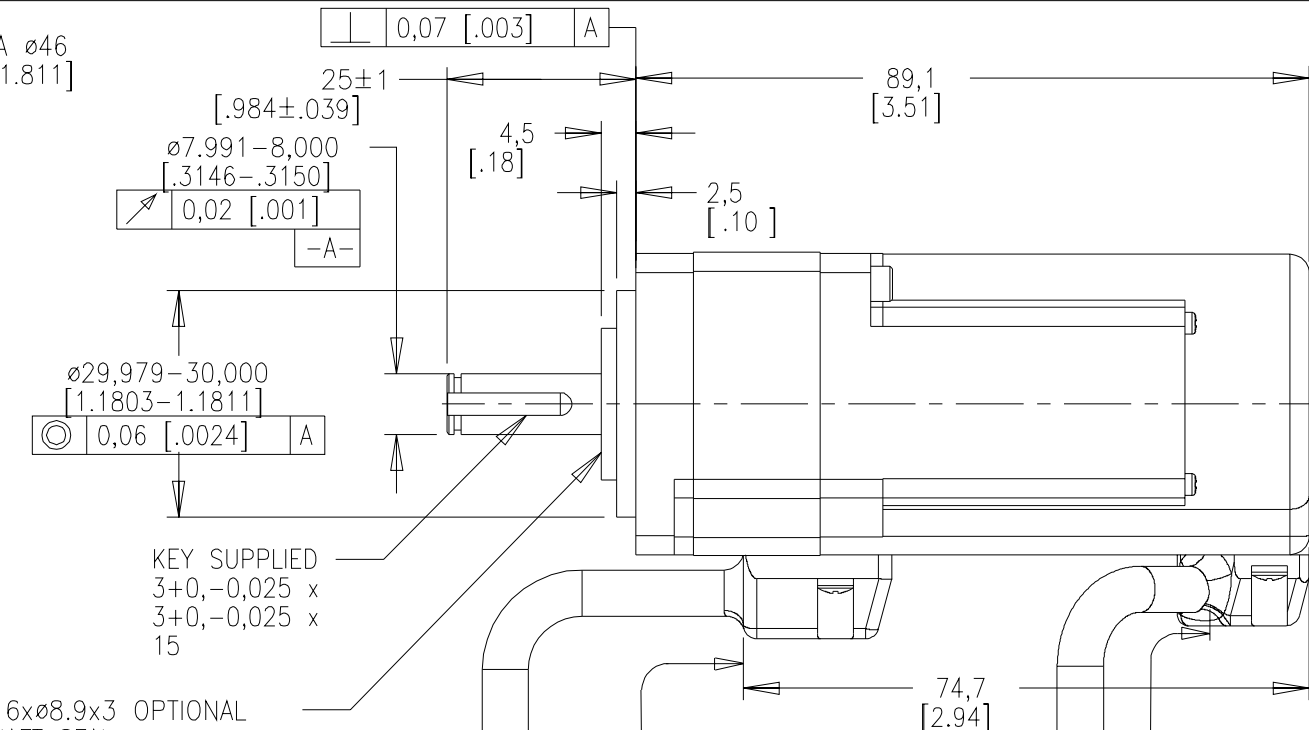 A ø46
1.811]
0,07 [.003] A
25±1
[.984±.039]
89,1
[3.51]
4,5
[.18]
ø7.991-8,000
[.3146-.3150]
0,02 [.001]
-A-
2,5
[.10 ]
ø29,979-30,000
[1.1803-1.1811]
0,06 [.0024] A
KEY SUPPLIED
3+0,-0,025 x
3+0,-0,025 x
15
6xø8.9x3 OPTIONAL
74,7
[2.94]